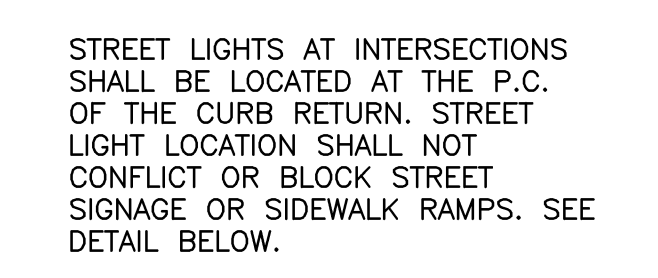 STREET LIGHTS AT INTERSECTIONS
SHALL BE LOCATED AT THE P.C.
OF THE CURB RETURN. STREET
LIGHT LOCATION SHALL NOT
CONFLICT OR BLOCK STREET
SIGNAGE OR SIDEWALK RAMPS. SEE
DETAIL BELOW.